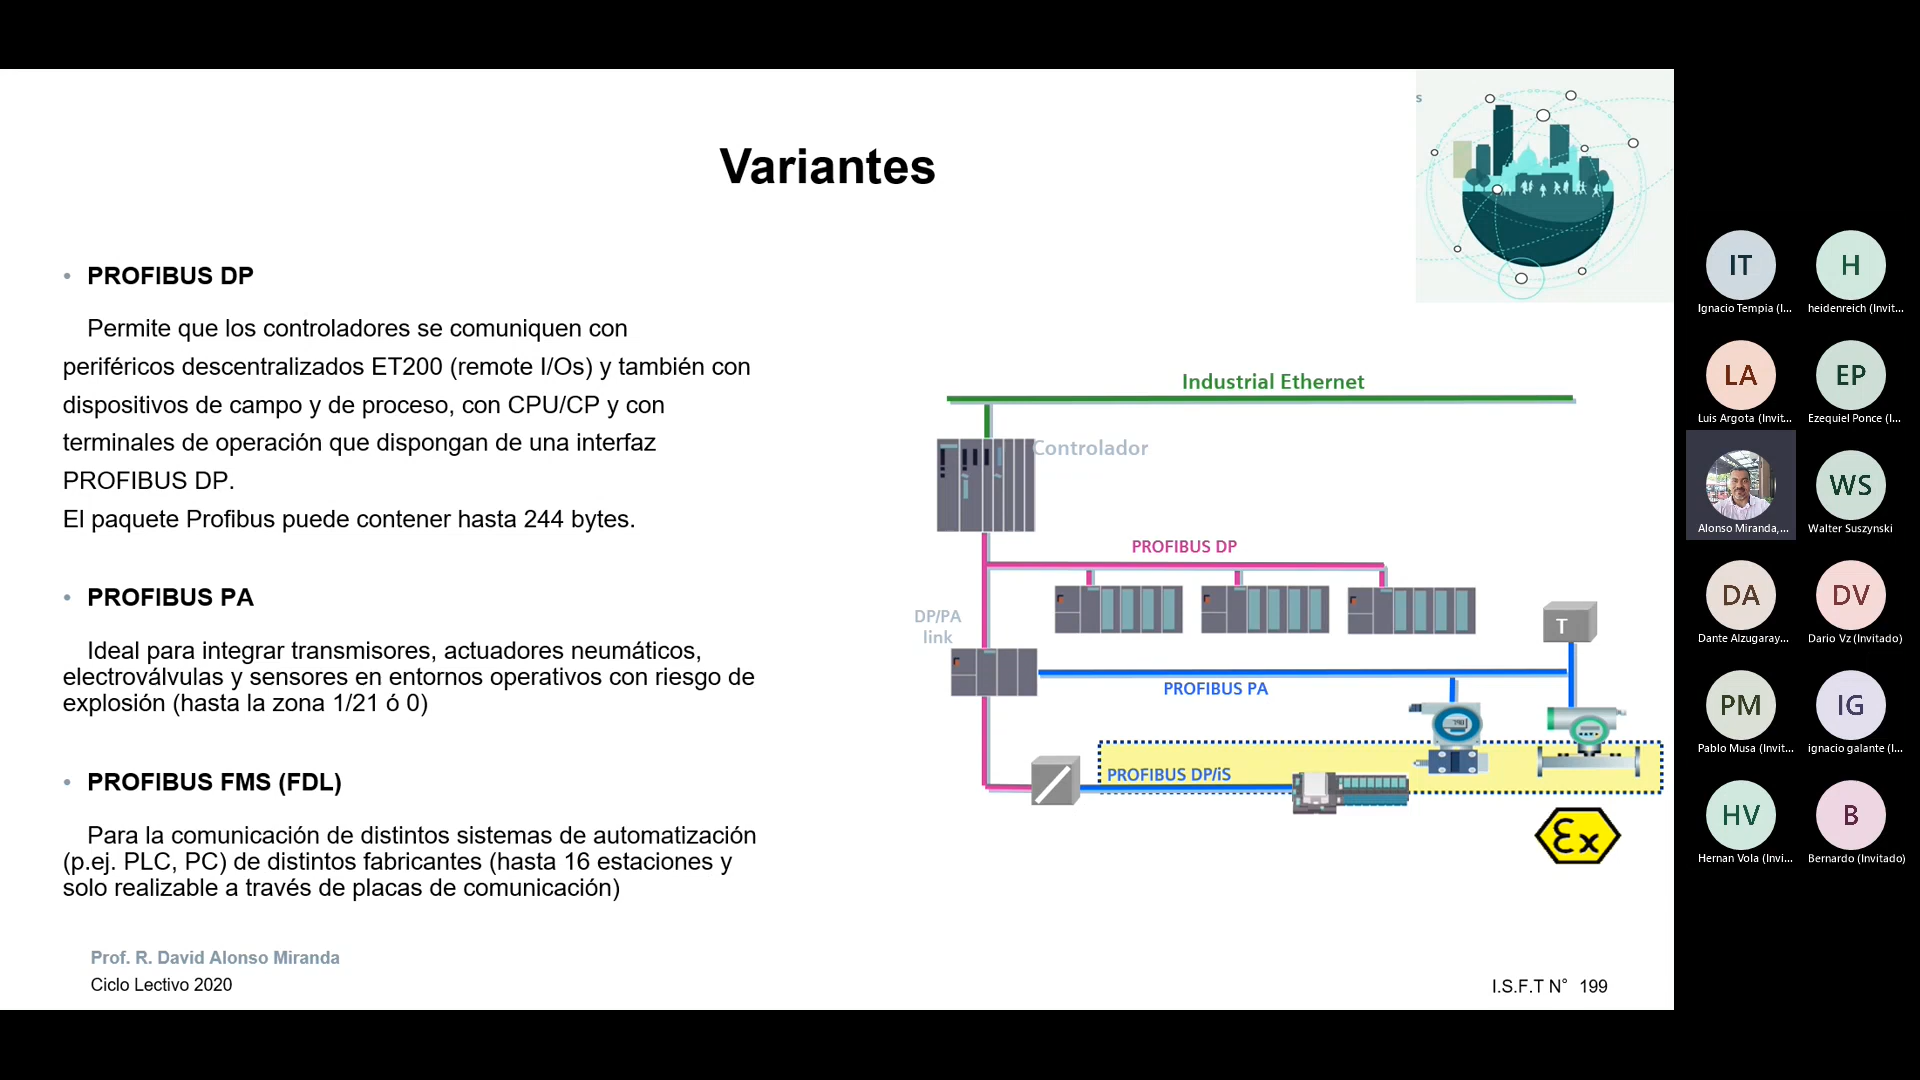 s
Variantes
• PROFIBUS DP
Permite que los controladores se comuniquen con
periféricos descentralizados ET200 (remote I/Os) y también con
dispositivos de campo y de proceso, con CPU/CP y con
terminales de operación que dispongan de una interfaz
PROFIBUS DP.
El paquete Profibus puede contener hasta 244 bytes.
• PROFIBUS PA
Ideal para integrar transmisores, actuadores neumáticos,
electroválvulas y sensores en entornos operativos con riesgo de
explosión (hasta la zona 1/21 ó 0)
• PROFIBUS FMS (FDL)
Para la comunicación de distintos sistemas de automatización
(p.ej. PLC, PC) de distintos fabricantes (hasta 16 estaciones y
solo realizable a través de placas de comunicación)
Prof. R. David Alonso Miranda
Ciclo Lectivo 2020
I.S.F.T N° 199
Industrial Ethernet
Controlador
PROFIBUS DP
DP/PA
link
T
PROFIBUS PA
PROFIBUS DP/iS
Ex
IT
Ignacio Tempia (I...
H
heidenreich (Invit...
LA
Luis Argota (Invit...
EP
Ezequiel Ponce (I...
Alonso Miranda,...
WS
Walter Suszynski
DA
Dante Alzugaray...
DV
Dario Vz (Invitado)
PM
Pablo Musa (Invit...
IG
ignacio galante (I...
HV
Hernan Vola (Invi...
B
Bernardo (Invitado)